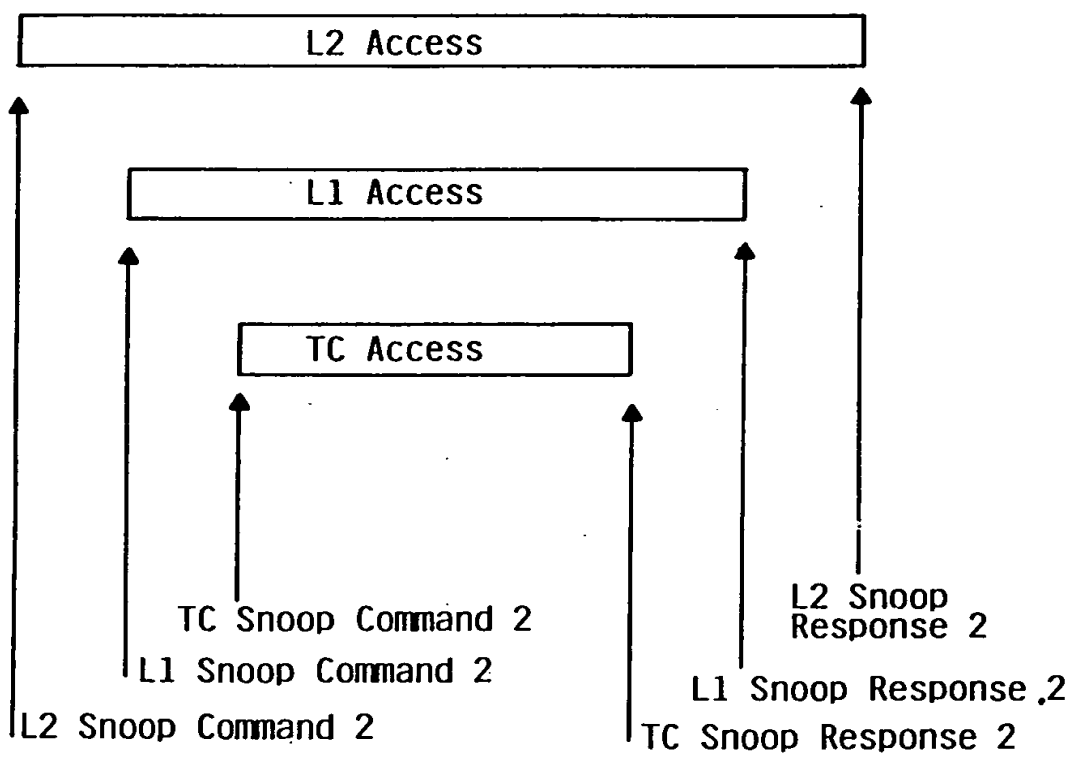 L2 Access
L1 Access
TC Access
TC Snoop Command 2
L1 Snoop Command 2
L2 Snoop Command 2
L2 Snoop
Response 2
L1 Snoop Response 2
TC Snoop Response 2